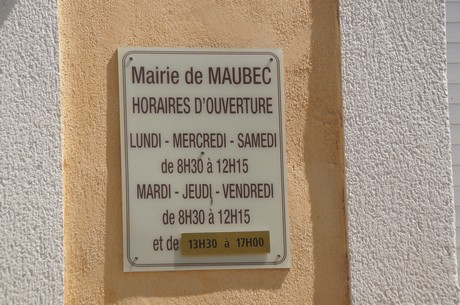 Mairie de MAUBEC
HORAIRES D'OUVERTURE
LUNDI - MERCREDI - SAMEDI
de 8H30 à 12H15
MARDI - JEUDI - VENDREDI
de 8H30 à 12H15
et de 13H30 à 17H00